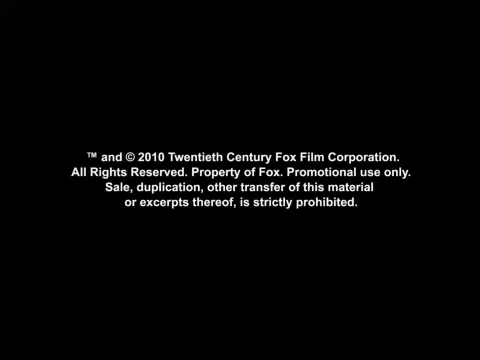 ™ and © 2010 Twentieth Century Fox Film Corporation.
All Rights Reserved. Property of Fox. Promotional use only.
Sale, duplication, other transfer of this material
or excerpts thereof, is strictly prohibited.